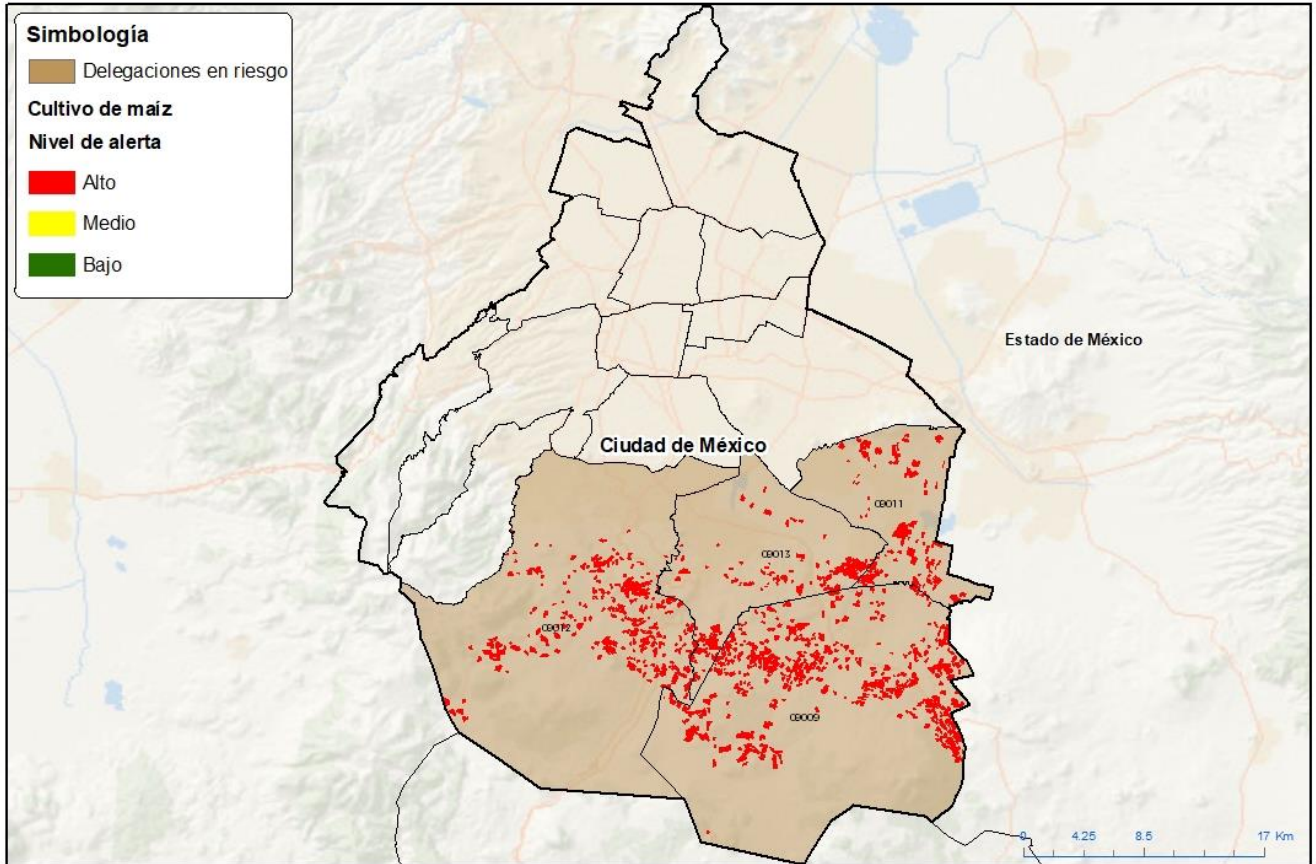 Simbología
Delegaciones en riesgo
Cultivo de maíz
Nivel de alerta
Alto
Medio
Bajo
Estado de México
Ciudad de México
09011
09013
09012
09009
0 4.25 8.5 17 Km